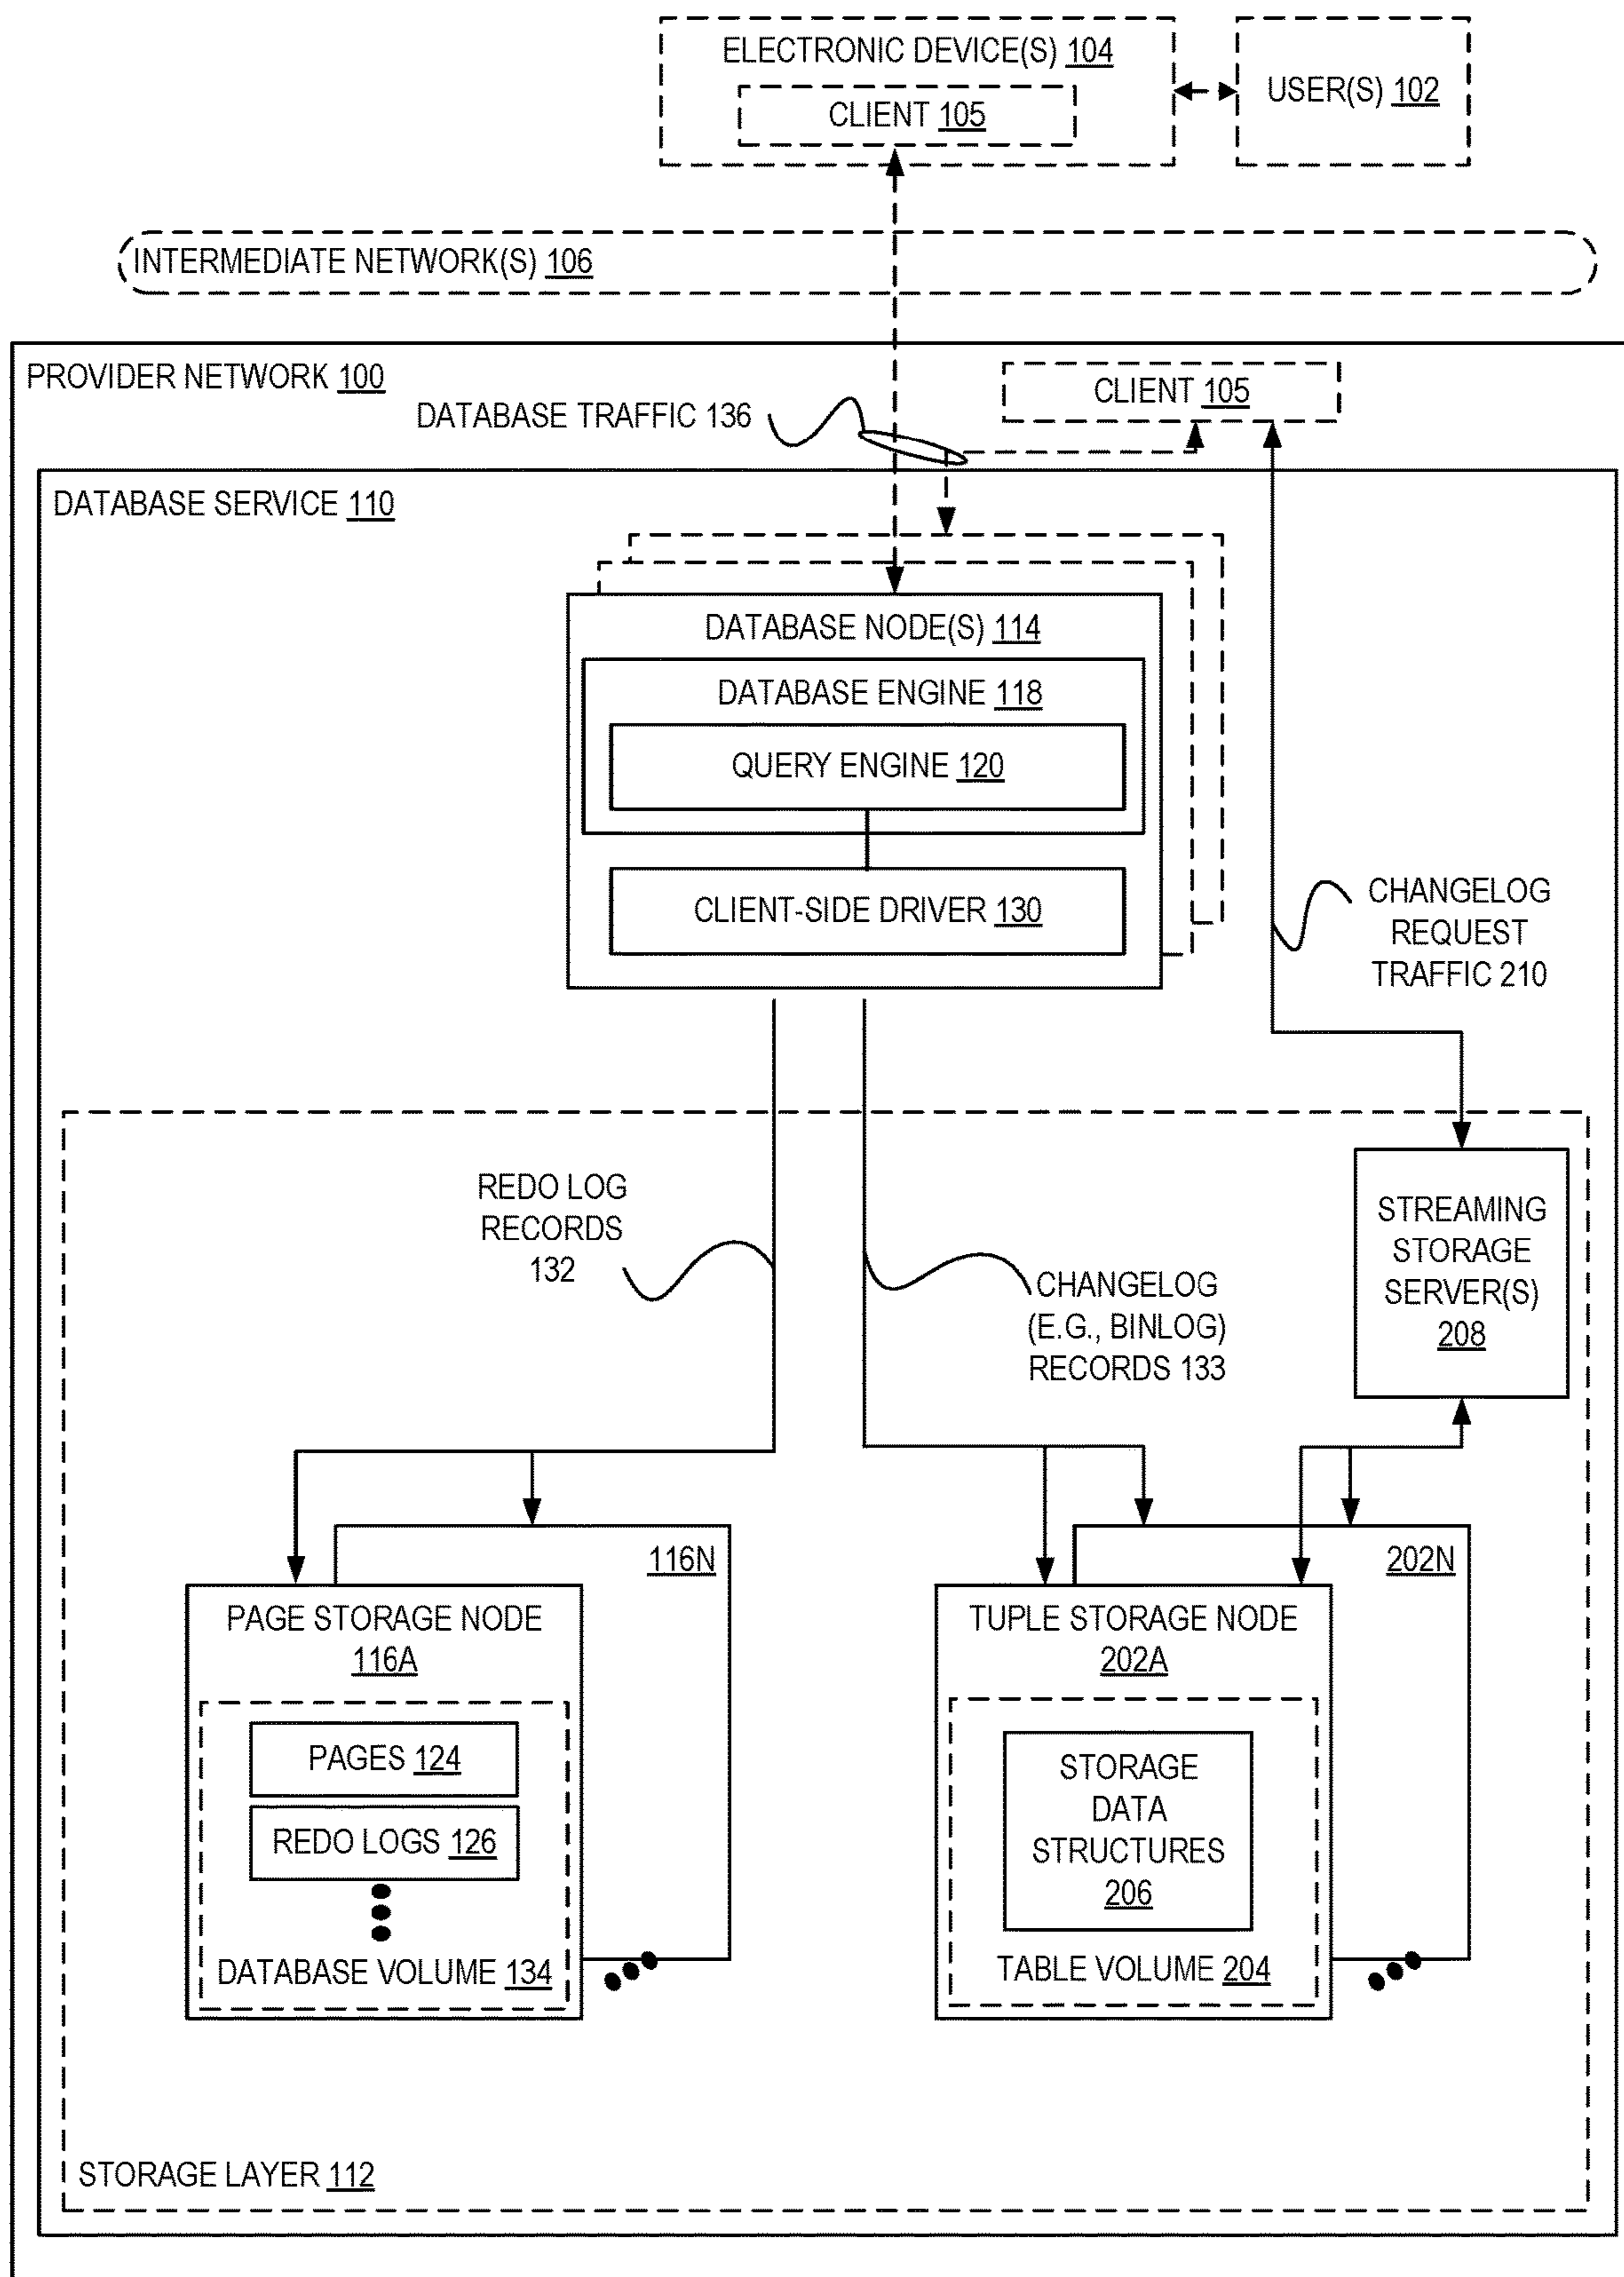 ELECTRONIC DEVICE(S) 104
CLIENT 105
USER(S) 102
INTERMEDIATE NETWORK(S) 106
PROVIDER NETWORK 100
CLIENT 105
DATABASE TRAFFIC 136
DATABASE SERVICE 110
DATABASE NODE(S) 114
DATABASE ENGINE 118
QUERY ENGINE 120
CLIENT-SIDE DRIVER 130
CHANGELOG
REQUEST
TRAFFIC 210
REDO LOG
RECORDS
132
CHANGELOG
(E.G., BINLOG)
RECORDS 133
STREAMING
STORAGE
SERVER(S)
208
116N
PAGE STORAGE NODE
116A
PAGES 124
REDO LOGS 126
DATABASE VOLUME 134
202N
TUPLE STORAGE NODE
202A
STORAGE
DATA
STRUCTURES
206
TABLE VOLUME 204
STORAGE LAYER 112